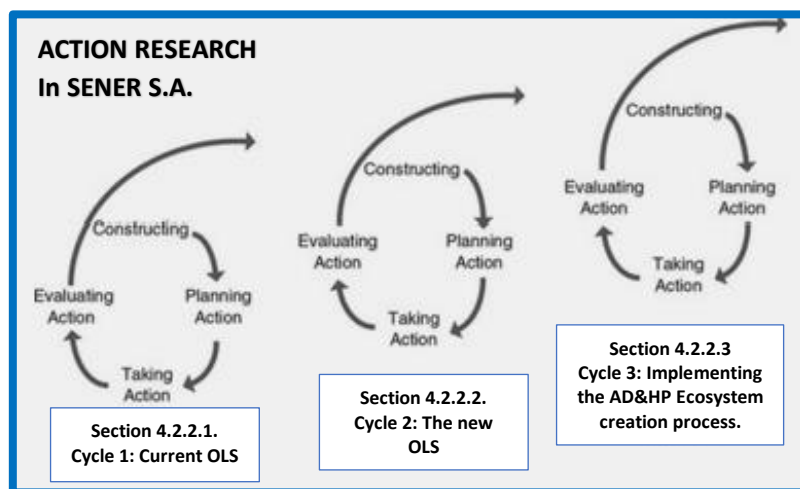 ACTION RESEARCH
In SENER S.A.
Constructing
Evaluating
Action
Planning
Action
Taking
Action
Section 4.2.2.1.
Cycle 1: Current OLS
Constructing
Evaluating
Action
Planning
Action
Taking
Action
Section 4.2.2.2.
Cycle 2: The new
OLS
Constructing
Evaluating
Action
Planning
Action
Taking
Action
Section 4.2.2.3
Cycle 3: Implementing
the AD&HP Ecosystem
creation process.